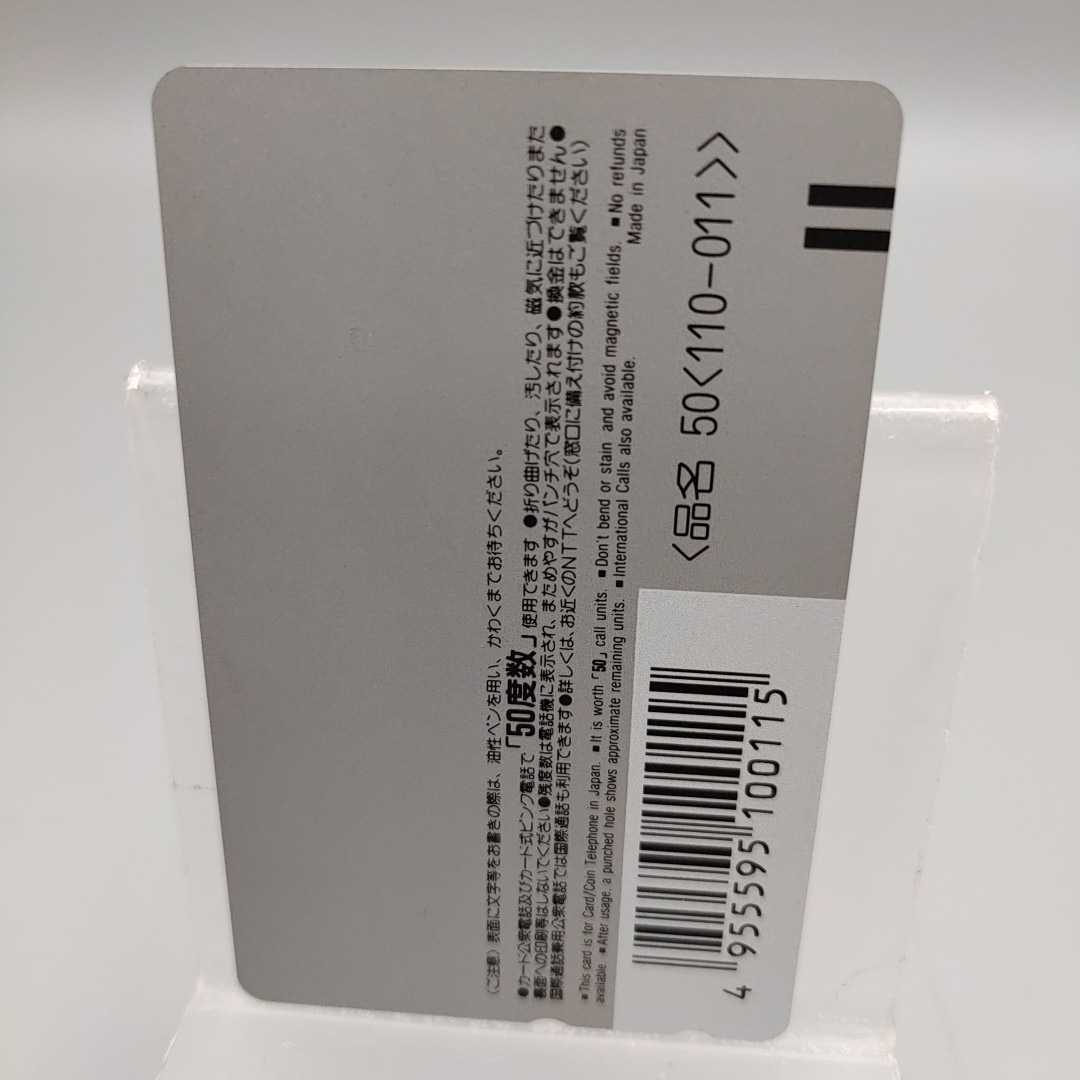 〈ご注意〉表面に文字等をお書きの際は、油性ペンを用い、かわくまでお待ちください。
●カード公衆電話及びカード式ピンク電話で「50度数」使用できます ●折り曲げたり、汚したり、磁気に近づけたりまた
裏面への印刷等はしないでください●残度数は電話機に表示され、まためやすがパンチ穴で表示されます●換金はできません●
国際通話兼用公衆電話では国際通話も利用できます●詳しくは、お近くのNTTへどうぞ(窓口に備え付けの約款もご覧ください)
■This card is for Card/Coin Telephone in Japan. ■It is worth「50」call units. ■Don't bend or stain and avoid magnetic fields. ■No refunds
available. ■After usage, a punched hole shows approximate remaining units. ■International Calls also available. Made in Japan
〈品名 50〈110-011〉〉
4 955595 100115